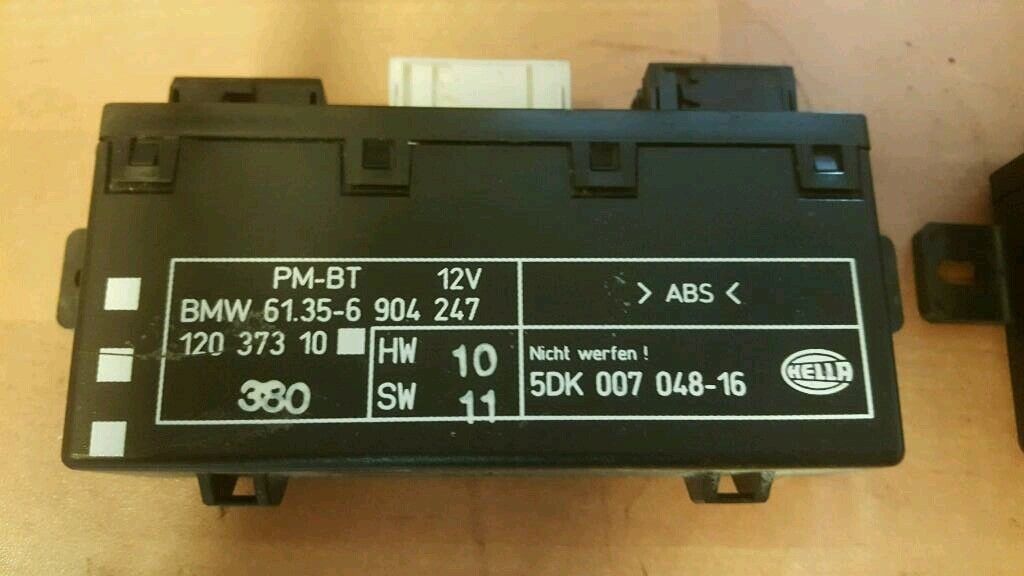 PM-BT 12V
BMW 61.35-6 904 247
120 373 10
380
HW 10
SW 11
> ABS <
Nicht werfen !
5DK 007 048-16
HELLA